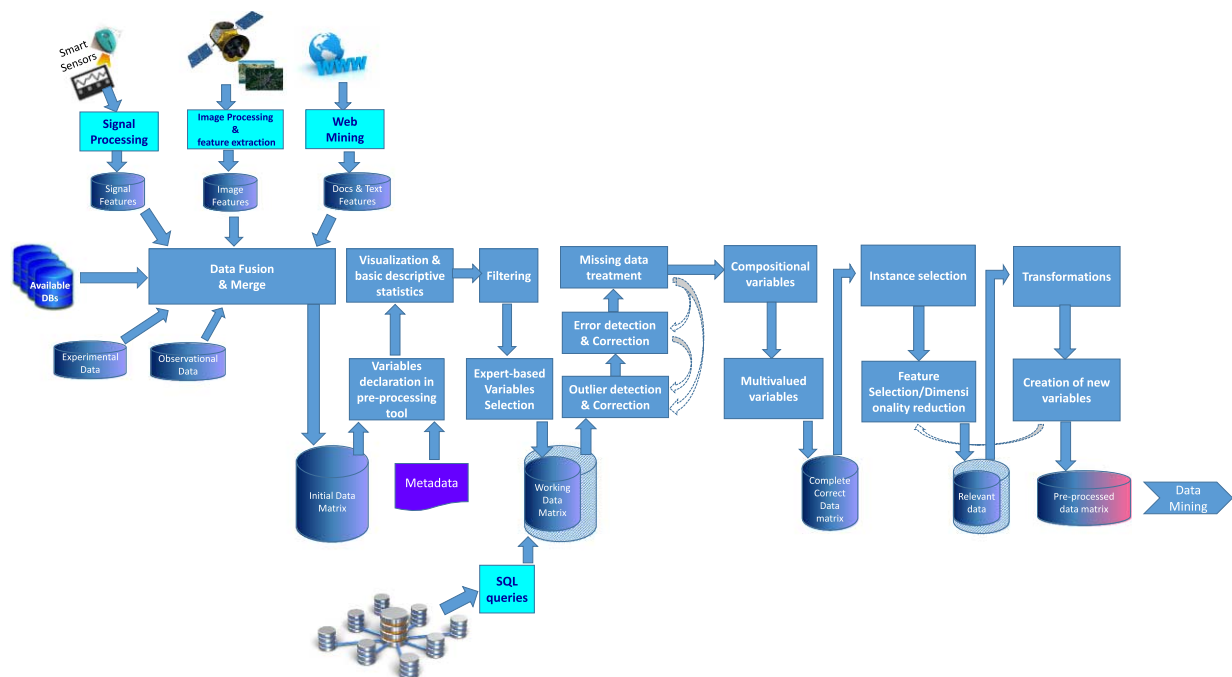 Smart
Sensors
WWW
Signal
Processing
Image Processing
&
feature extraction
Web
Mining
Signal
Features
Image
Features
Docs & Text
Features
Available
DBs
Data Fusion
& Merge
Experimental
Data
Observational
Data
Initial Data
Matrix
Visualization &
basic descriptive
statistics
Variables
declaration in
pre-processing
tool
Metadata
Filtering
Expert-based
Variables
Selection
Working
Data
Matrix
SQL
queries
Missing data
treatment
Error detection
& Correction
Outlier detection
& Correction
Compositional
variables
Multivalued
variables
Complete
Correct
Data
matrix
Instance selection
Feature
Selection/Dimensi
onality reduction
Relevant
data
Transformations
Creation of new
variables
Pre-processed
data matrix
Data
Mining